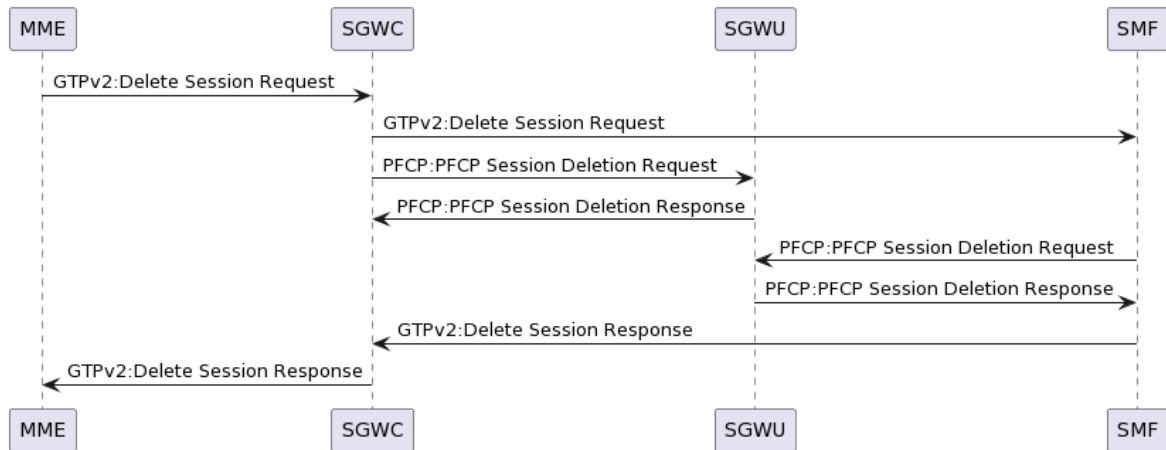 MME SGWC SGWU SMF
GTPv2:Delete Session Request
GTPv2:Delete Session Request
PFCP:PFCP Session Deletion Request
PFCP:PFCP Session Deletion Response
PFCP:PFCP Session Deletion Request
PFCP:PFCP Session Deletion Response
GTPv2:Delete Session Response
GTPv2:Delete Session Response
MME SGWC SGWU SMF